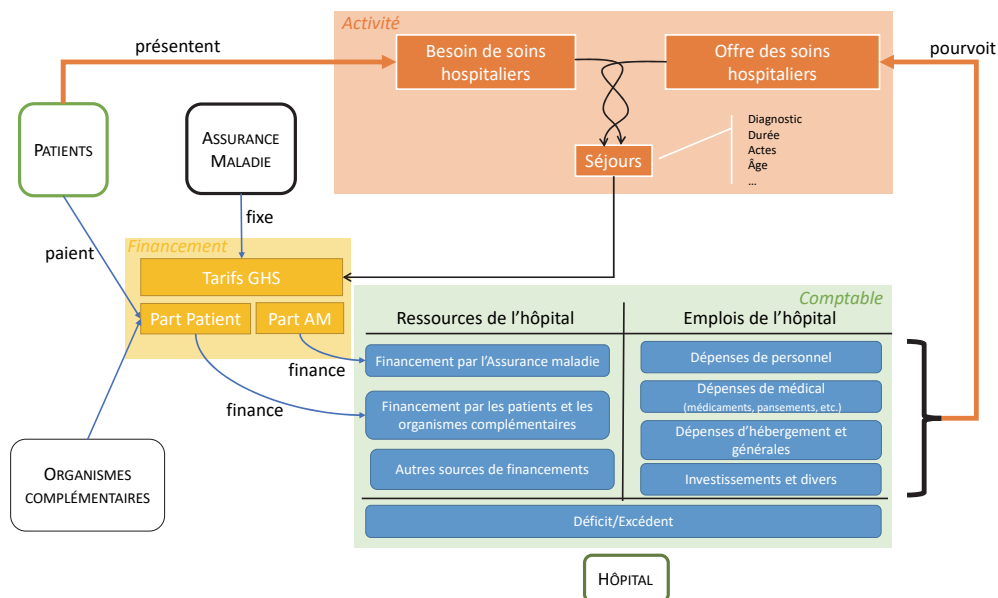 Activité
présentent
pourvoit
Besoin de soins
hospitaliers
Offre des soins
hospitaliers
PATIENTS
ASSURANCE
MALADIE
Diagnostic
Durée
Actes
Âge
...
Séjours
fixe
paient
Financement
Tarifs GHS
Part Patient
Part AM
finance
finance
Comptable
Ressources de l'hôpital
Emplois de l'hôpital
Financement par l'Assurance maladie
Dépenses de personnel
Financement par les patients et les
organismes complémentaires
Dépenses de médical
(médicaments, pansements, etc.)
Dépenses d'hébergement et
générales
Autres sources de financements
Investissements et divers
Déficit/Excédent
ORGANISMES
COMPLÉMENTAIRES
HÔPITAL